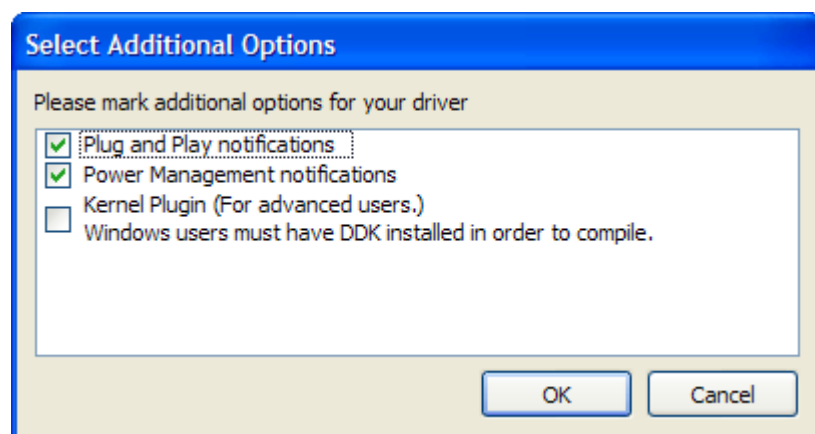 Select Additional Options
Please mark additional options for your driver
Plug and Play notifications
Power Management notifications
Kernel Plugin (For advanced users.)
Windows users must have DDK installed in order to compile.
OK
Cancel